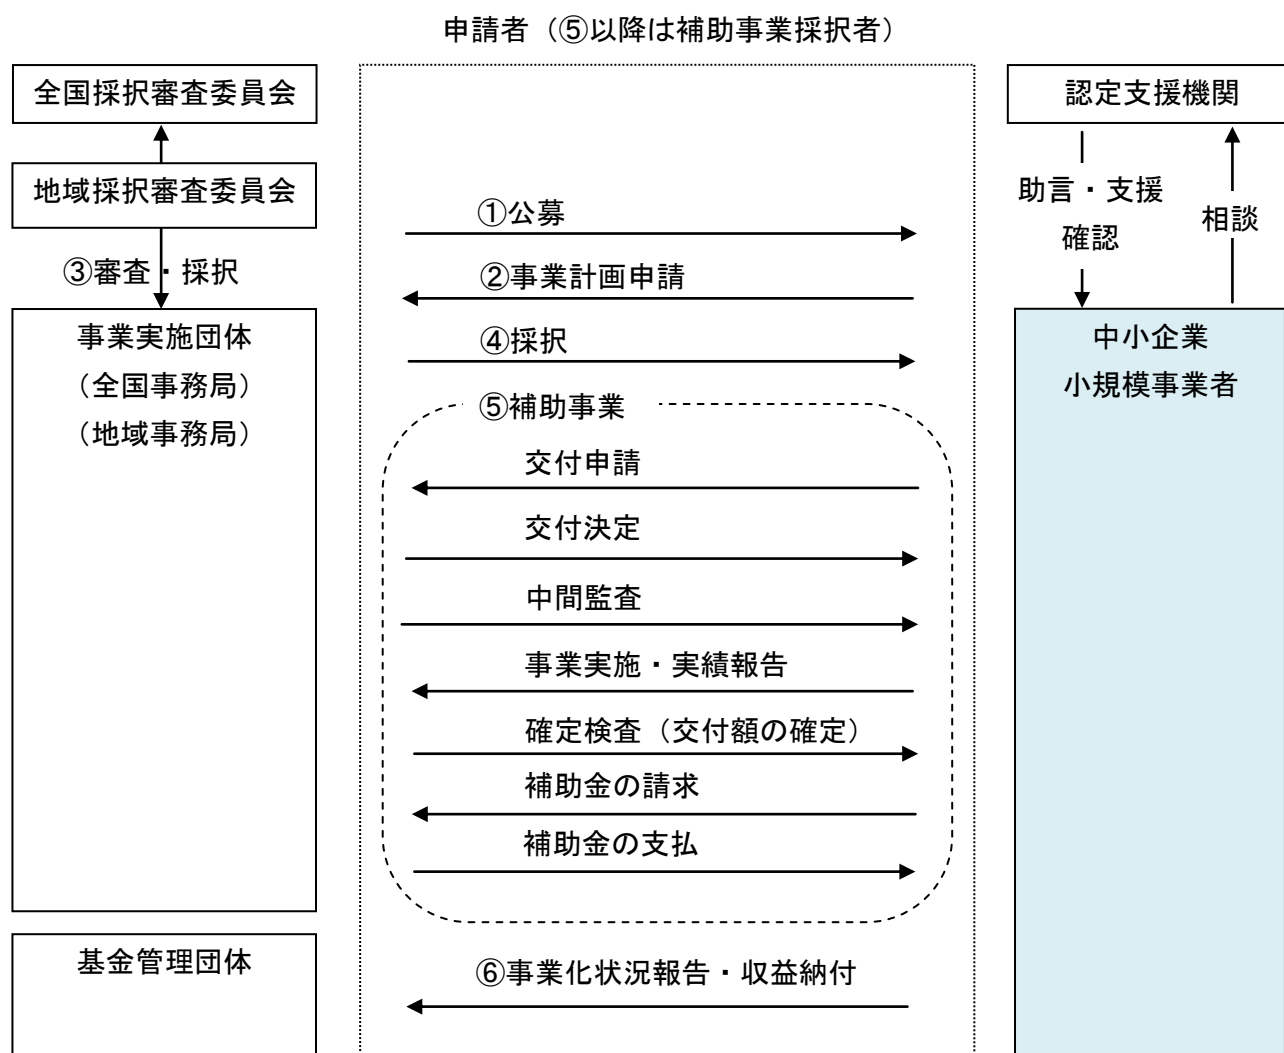 申請者（⑤以降は補助事業採択者）
全国採択審査委員会
地域採択審査委員会
③審査・採択
事業実施団体
（全国事務局）
（地域事務局）
基金管理団体
①公募
②事業計画申請
④採択
⑤補助事業
交付申請
交付決定
中間監査
事業実施・実績報告
確定検査（交付額の確定）
補助金の請求
補助金の支払
⑥事業化状況報告・収益納付
認定支援機関
助言・支援
確認
相談
中小企業
小規模事業者